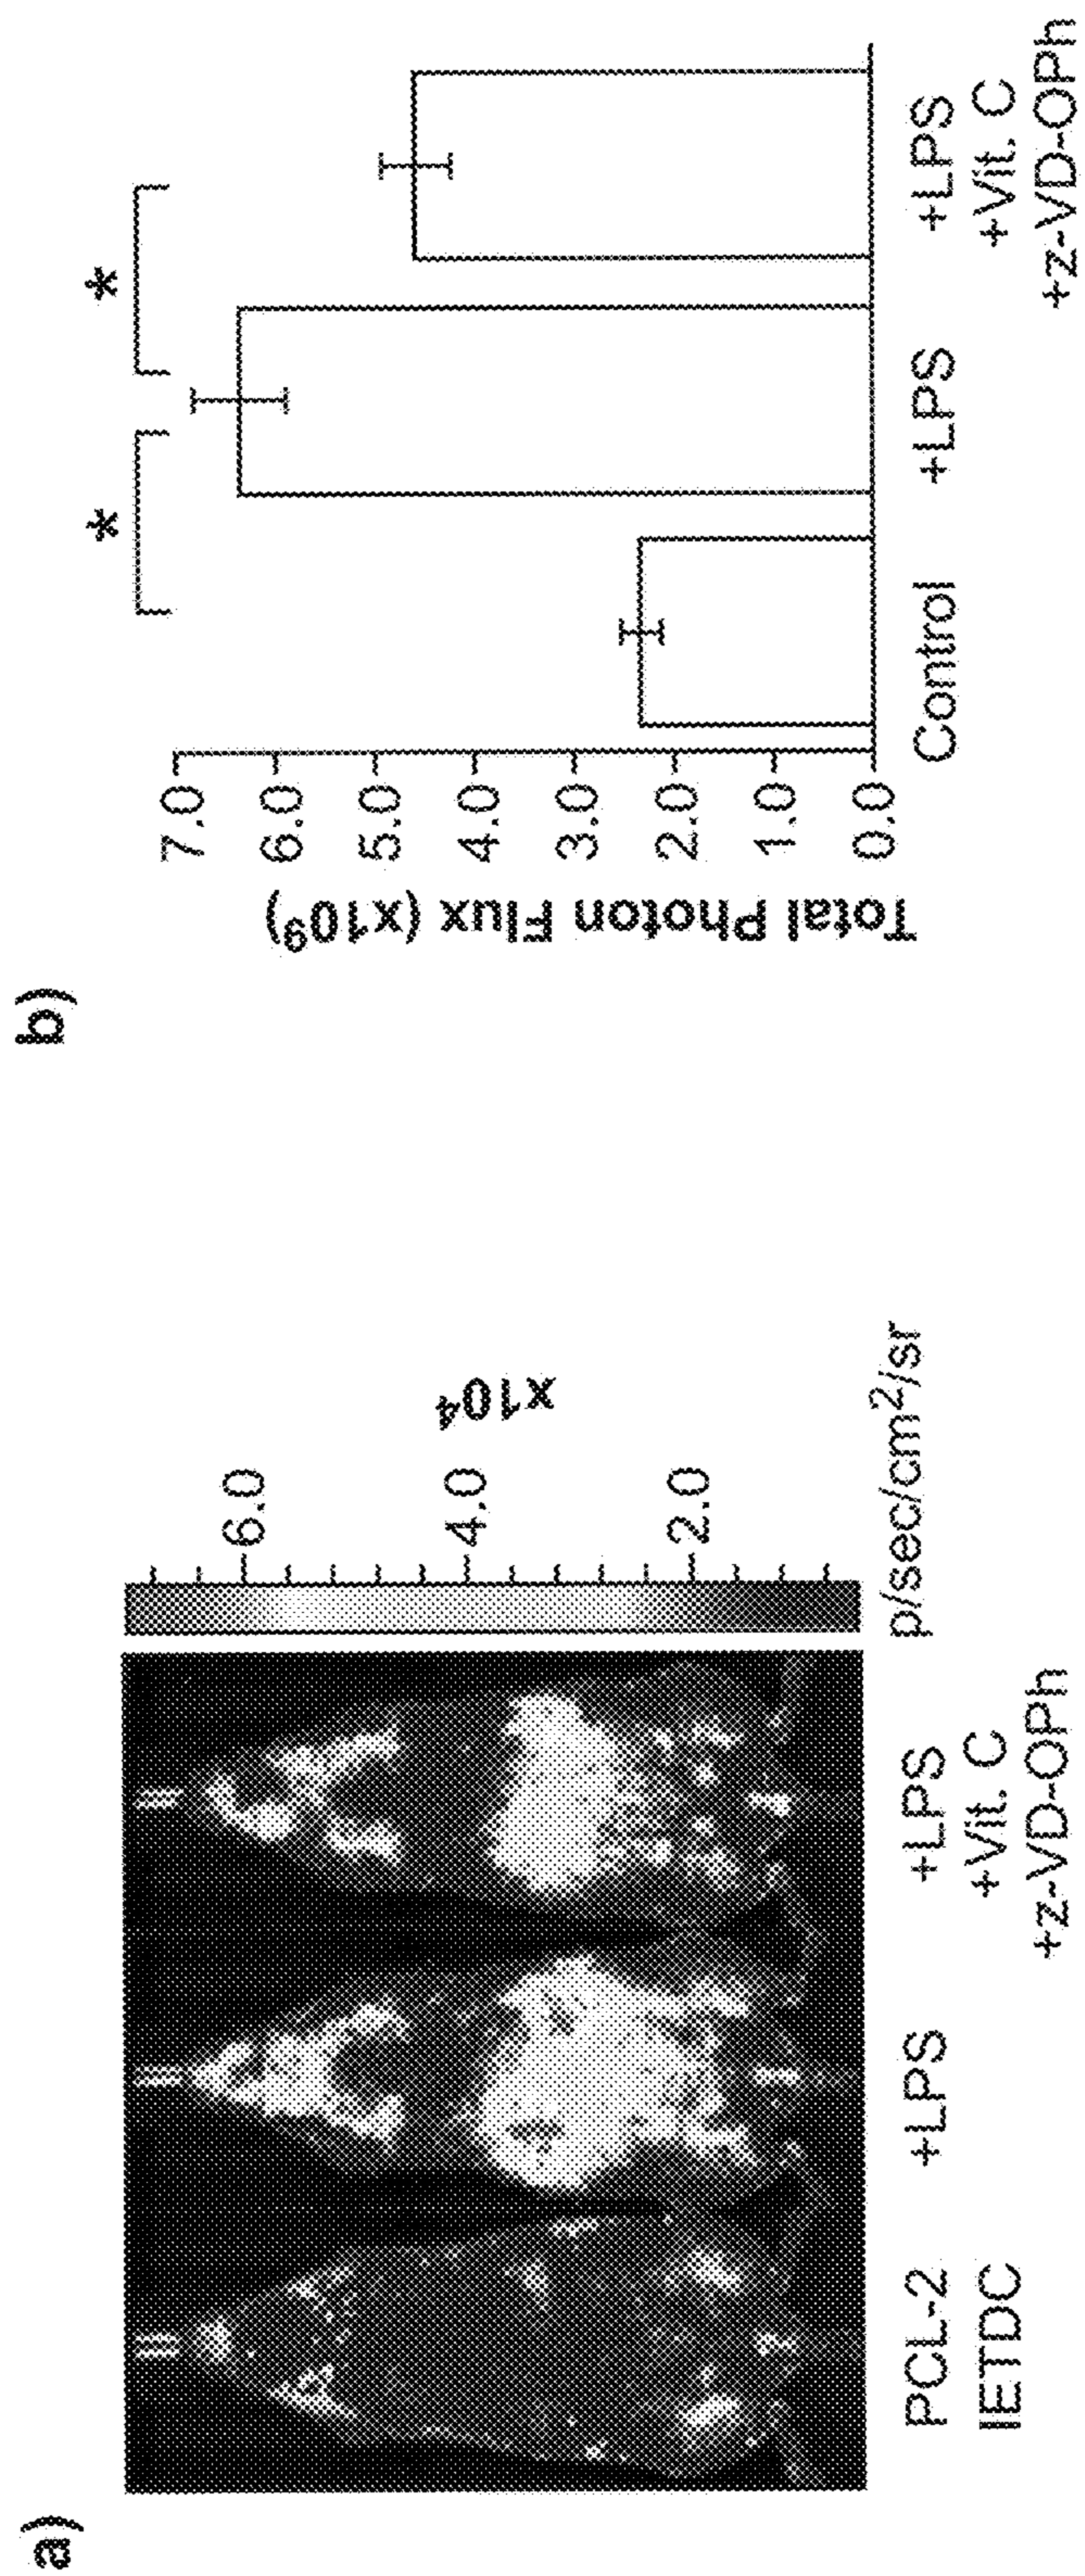 a)
6.0
4.0
2.0
x10⁴
p/sec/cm²/sr
PCL-2
IETDC
+LPS
+LPS
+Vit. C
+z-VD-OPh
b)
Total Photon Flux (x10⁹)
7.0
6.0
5.0
4.0
3.0
2.0
1.0
0.0
*
*
Control
+LPS
+LPS
+Vit. C
+z-VD-OPh